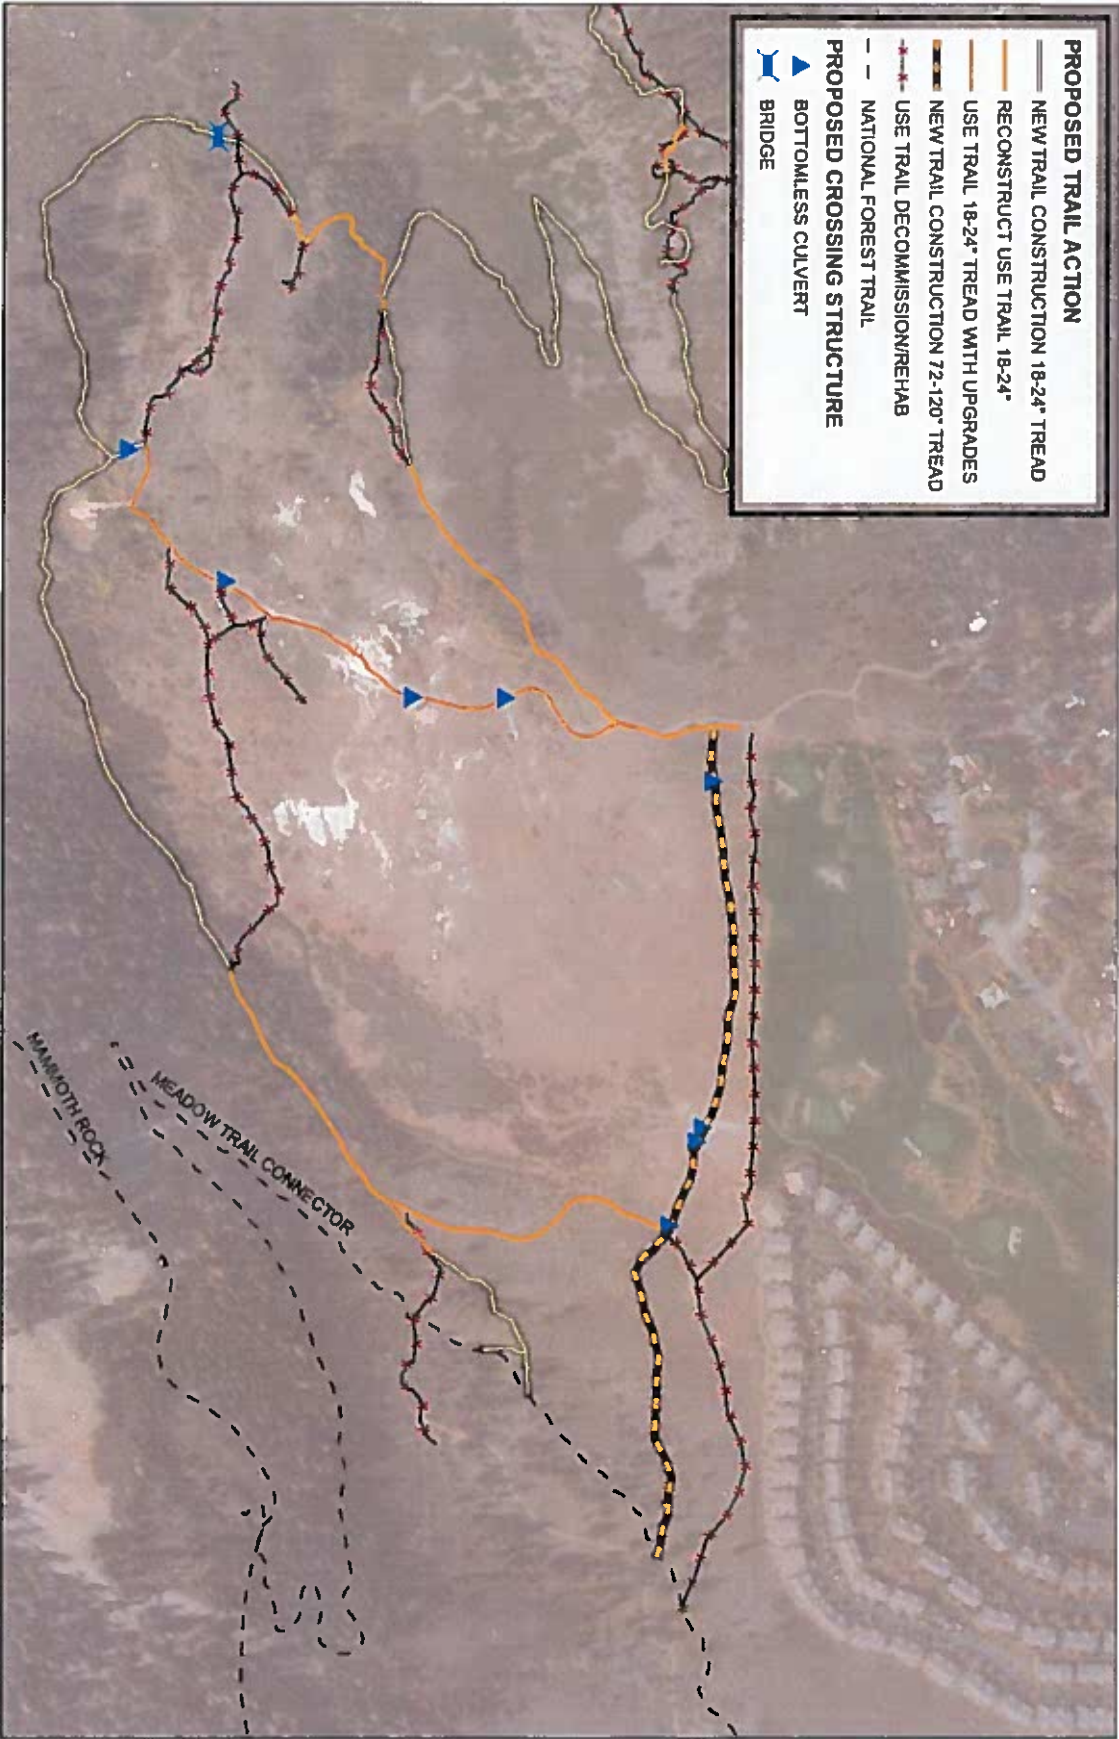 PROPOSED TRAIL ACTION
NEW TRAIL CONSTRUCTION 18-24" TREAD
RECONSTRUCT USE TRAIL 18-24"
USE TRAIL 18-24" TREAD WITH UPGRADES
NEW TRAIL CONSTRUCTION 72-120" TREAD
USE TRAIL DECOMMISSION/REHAB
NATIONAL FOREST TRAIL
PROPOSED CROSSING STRUCTURE
BOTTOMLESS CULVERT
BRIDGE
MEADOW TRAIL CONNECTOR
MAMMOTH ROCK